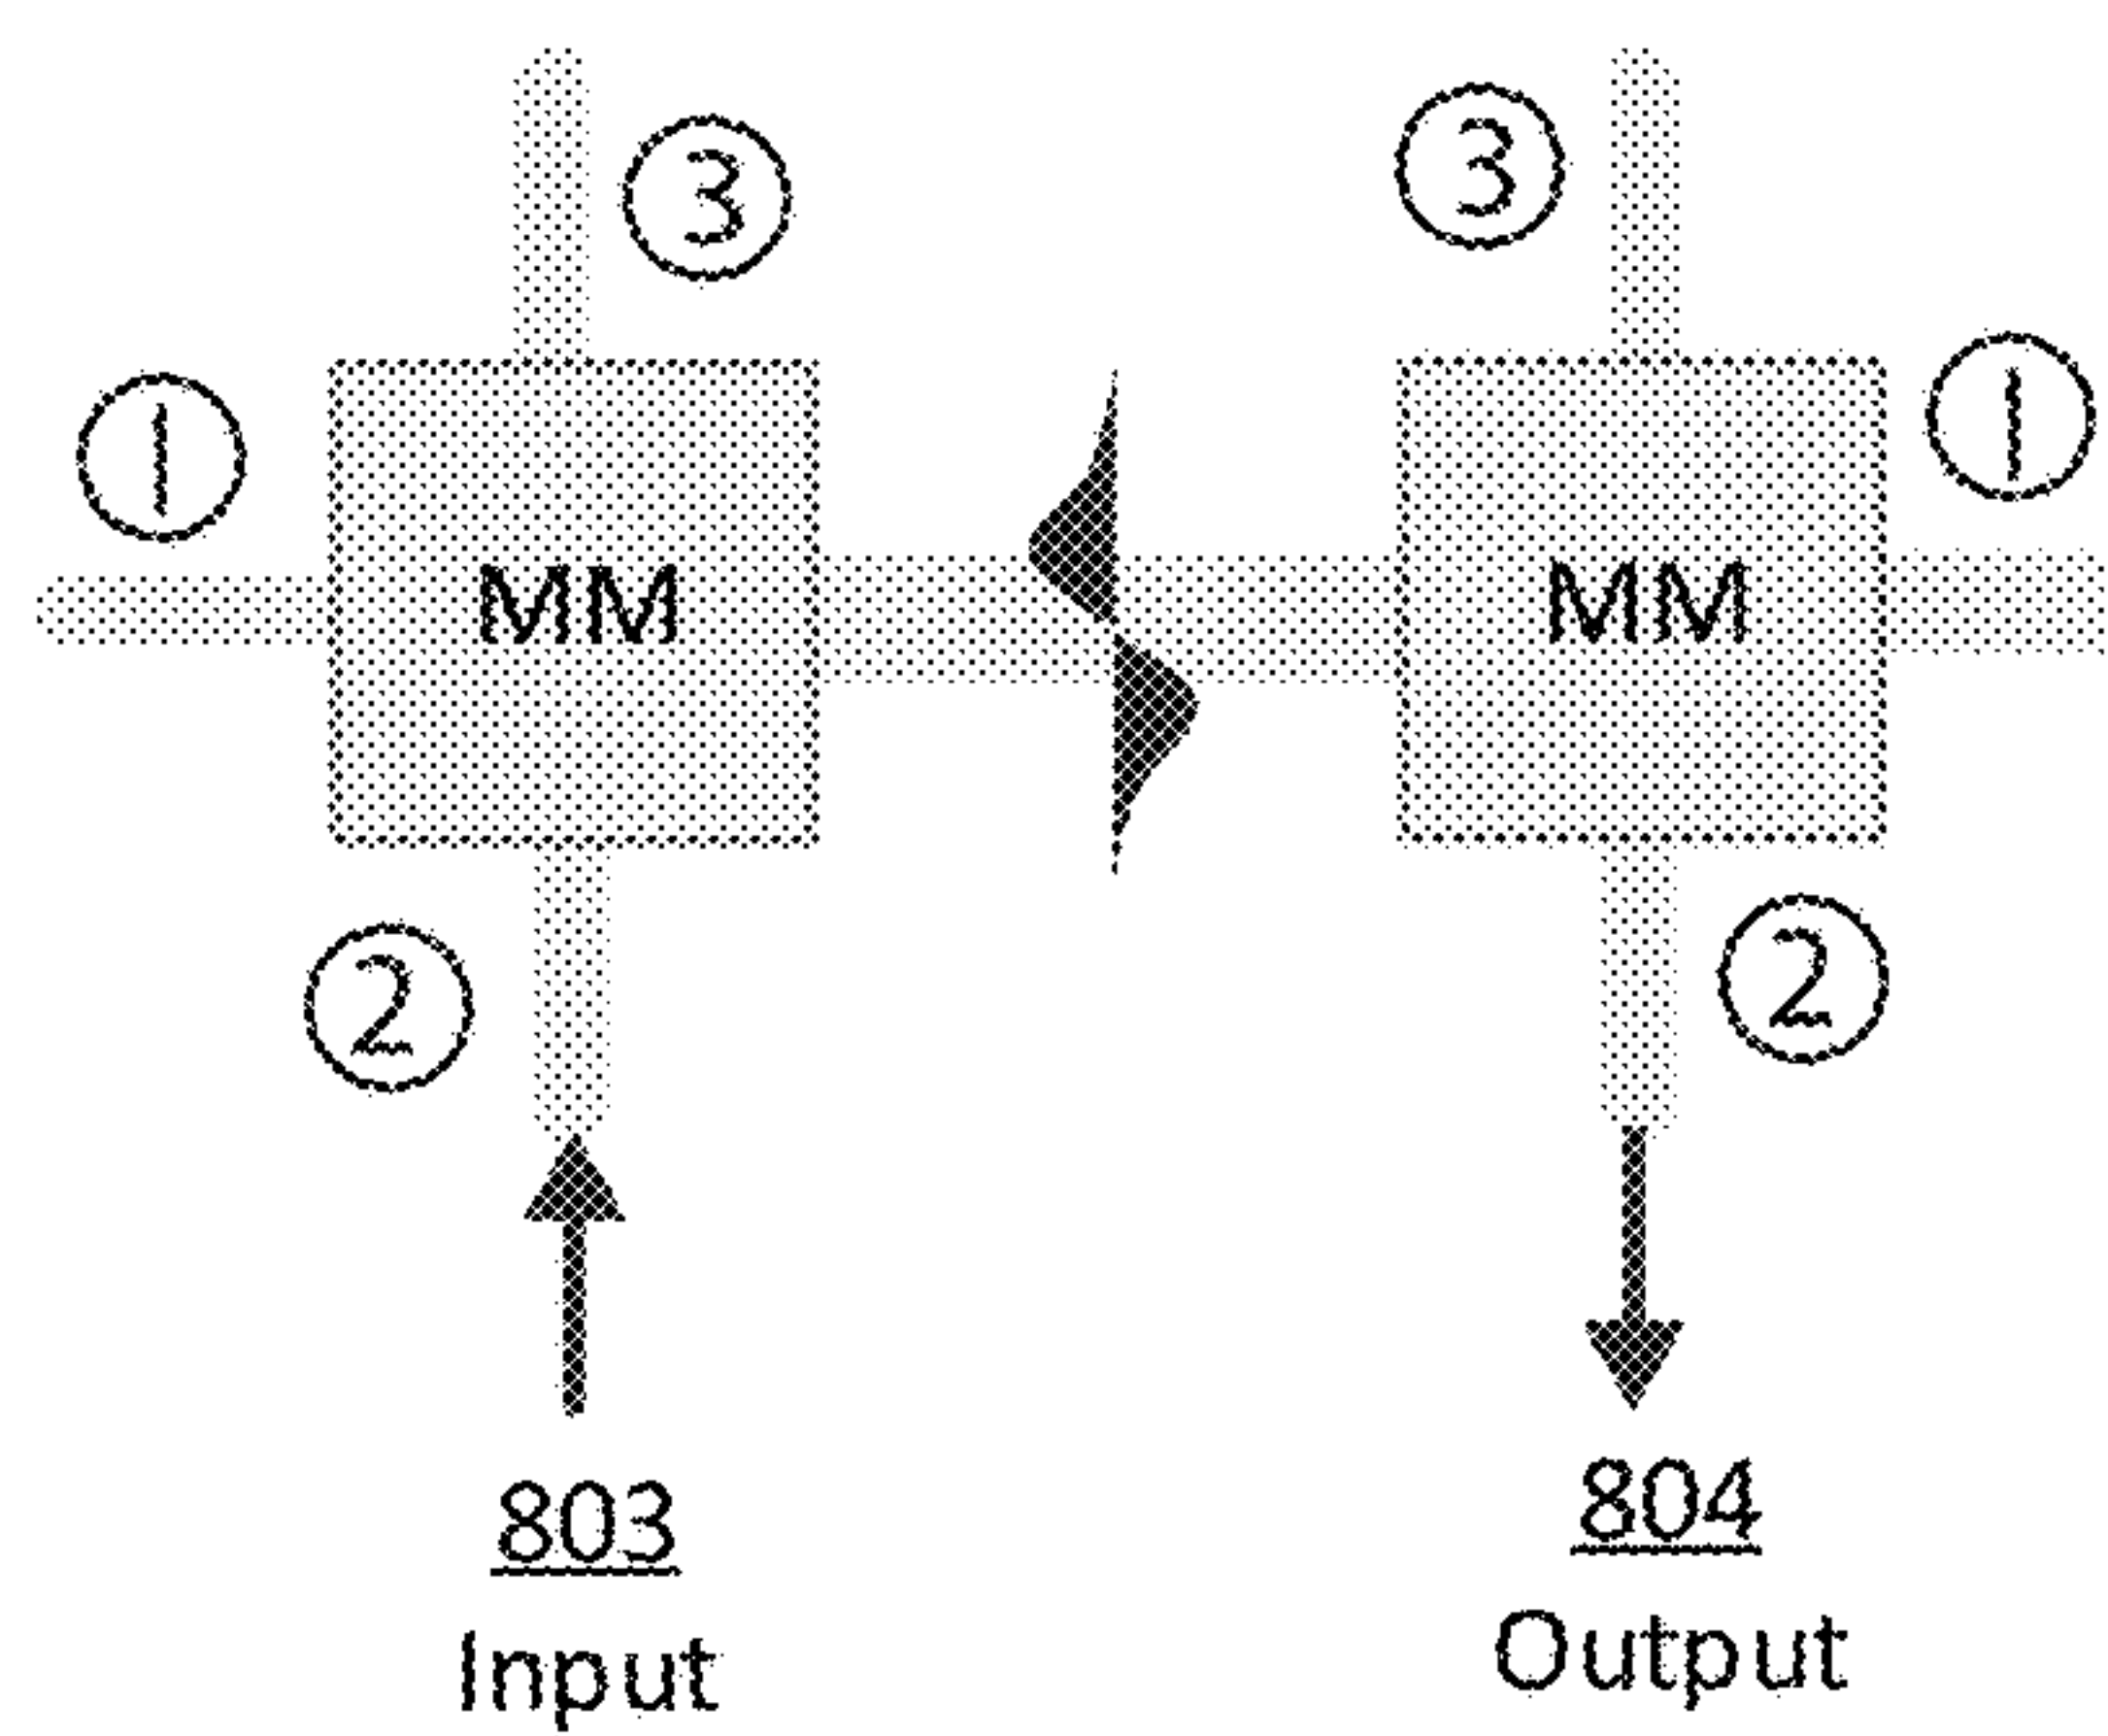 ③ ③
① ①
MM MM
② ②
803 804
Input Output